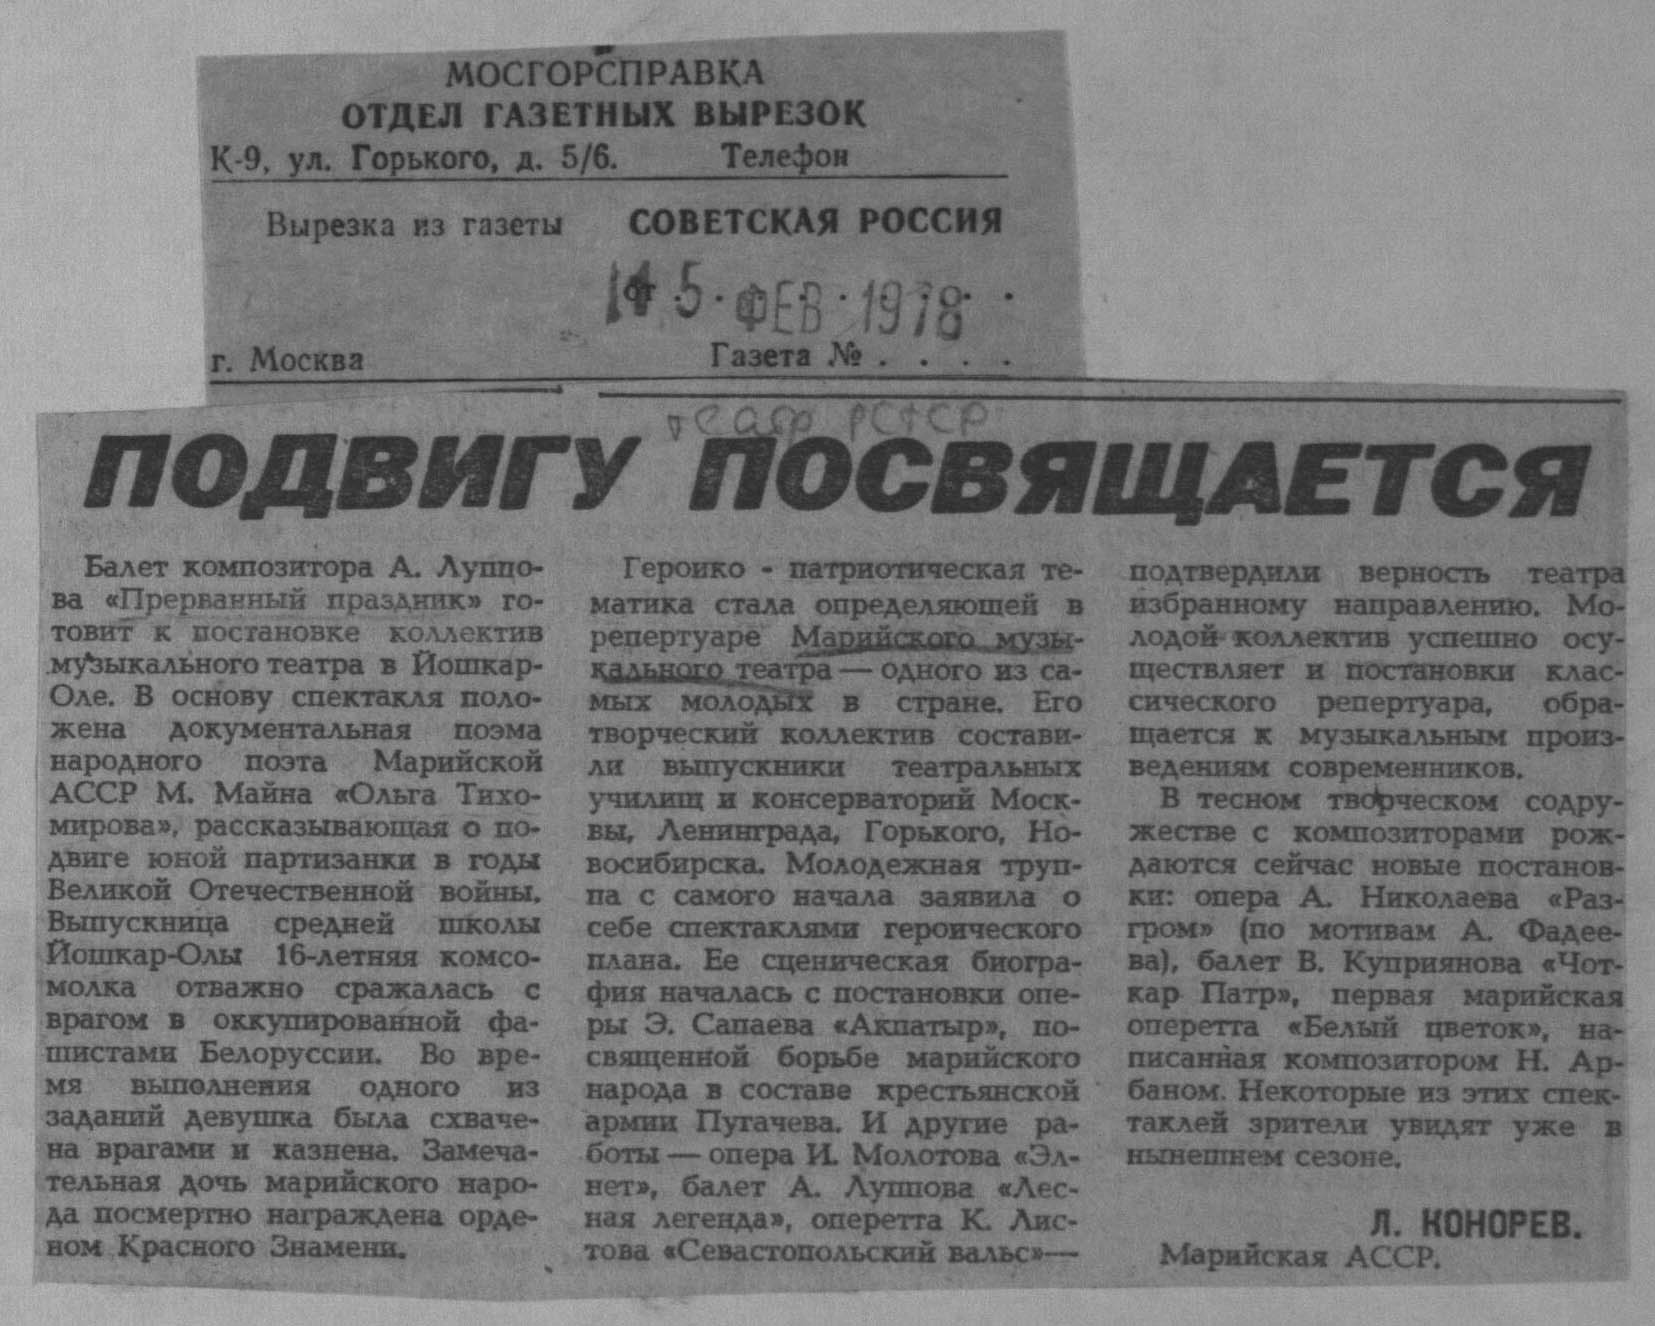 МОСГОРСПРАВКА
ОТДЕЛ ГАЗЕТНЫХ ВЫРЕЗОК
К-9, ул. Горького, д. 5/6. Телефон
Вырезка из газеты СОВЕТСКАЯ РОССИЯ
5 ФЕВ 1978
г. Москва Газета № . . . .
театр РСФСР
ПОДВИГУ ПОСВЯЩАЕТСЯ
Балет композитора А. Луппо-
ва «Прерванный праздник» го-
товит к постановке коллектив
музыкального театра в Йошкар-
Оле. В основу спектакля поло-
жена документальная поэма
народного поэта Марийской
АССР М. Майна «Ольга Тихо-
мирова», рассказывающая о по-
двиге юной партизанки в годы
Великой Отечественной войны.
Выпускница средней школы
Йошкар-Олы 16-летняя комсо-
молка отважно сражалась с
врагом в оккупированной фа-
шистами Белоруссии. Во вре-
мя выполнения одного из
заданий девушка была схваче-
на врагами и казнена. Замеча-
тельная дочь марийского наро-
да посмертно награждена орде-
ном Красного Знамени.
Героико - патриотическая те-
матика стала определяющей в
репертуаре Марийского музы-
кального театра — одного из са-
мых молодых в стране. Его
творческий коллектив состави-
ли выпускники театральных
училищ и консерваторий Моск-
вы, Ленинграда, Горького, Но-
восибирска. Молодежная труп-
па с самого начала заявила о
себе спектаклями героического
плана. Ее сценическая биогра-
фия началась с постановки опе-
ры Э. Сапаева «Акпатыр», по-
священной борьбе марийского
народа в составе крестьянской
армии Пугачева. И другие ра-
боты — опера И. Молотова «Эл-
нет», балет А. Луппова «Лес-
ная легенда», оперетта К. Лис-
това «Севастопольский вальс»—
подтвердили верность театра
избранному направлению. Мо-
лодой коллектив успешно осу-
ществляет и постановки клас-
сического репертуара, обра-
щается к музыкальным произ-
ведениям современников.
В тесном творческом содру-
жестве с композиторами рож-
даются сейчас новые постанов-
ки: опера А. Николаева «Раз-
гром» (по мотивам А. Фадее-
ва), балет В. Куприянова «Чот-
кар Патр», первая марийская
оперетта «Белый цветок», на-
писанная композитором Н. Ар-
баном. Некоторые из этих спек-
таклей зрители увидят уже в
нынешнем сезоне.
Л. КОНОРЕВ.
Марийская АССР.